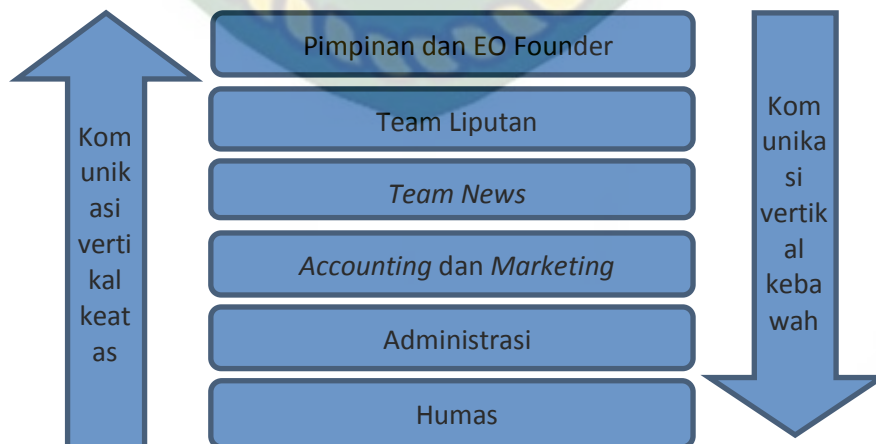 Kom
unik
asi
verti
kal
keat
as
Pimpinan dan EO Founder
Team Liputan
Team News
Accounting dan Marketing
Administrasi
Humas
Kom
unika
si
vertik
al
keba
wah